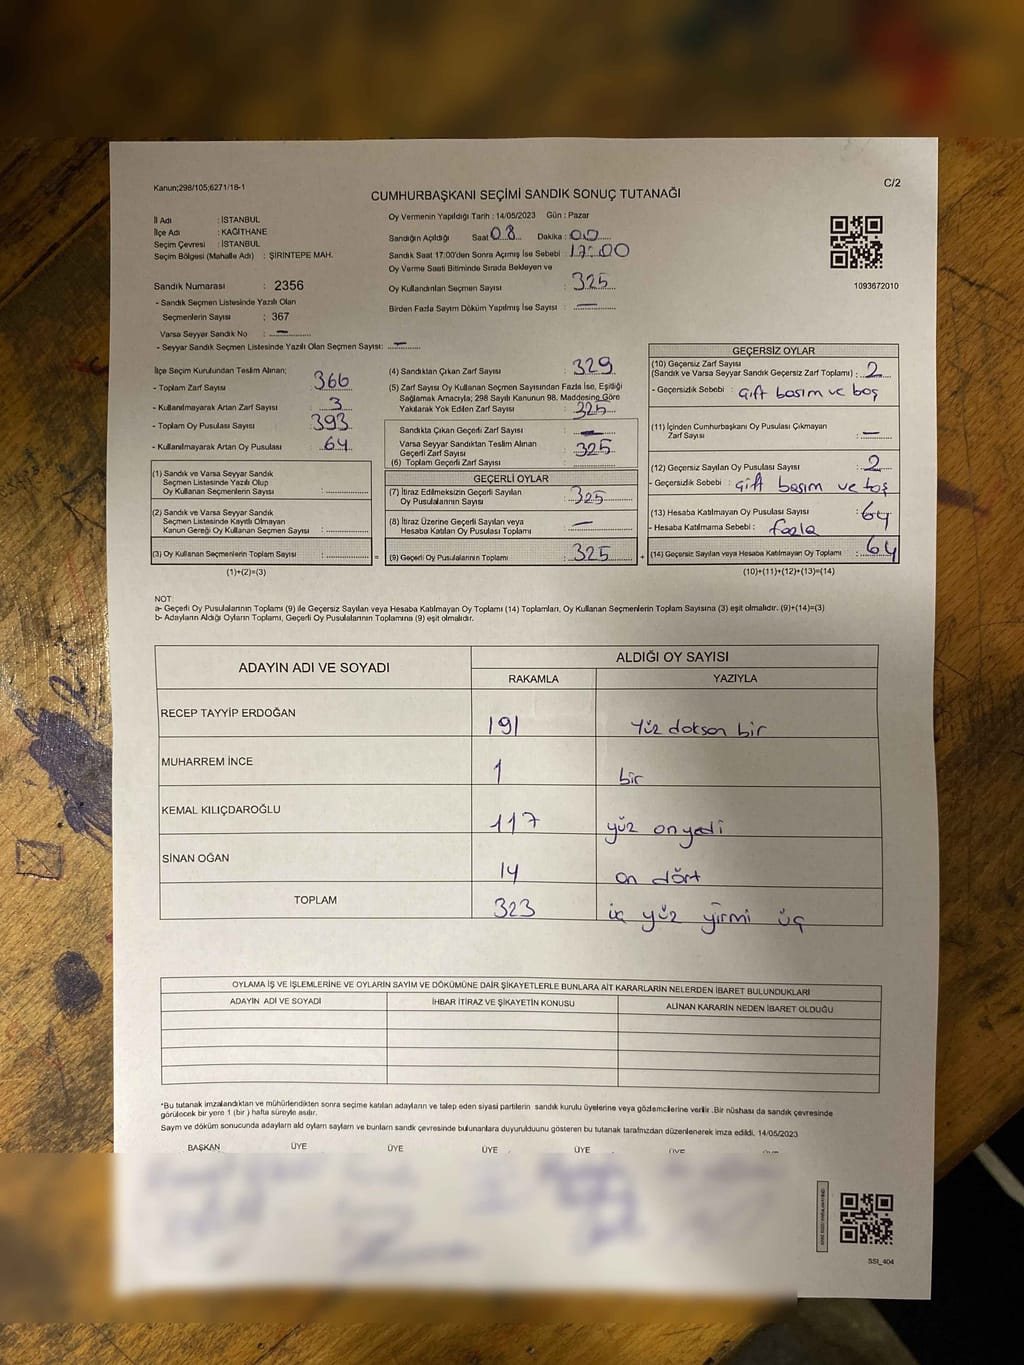 Kanun;298/105;6271/16-1
C/2
CUMHURBAŞKANI SEÇİMİ SANDIK SONUÇ TUTANAĞI
İl Adı : İSTANBUL
İlçe Adı : KAĞITHANE
Seçim Çevresi : İSTANBUL
Seçim Bölgesi (Mahalle Adı) : ŞİRİNTEPE MAH.
Sandık Numarası : 2356
- Sandık Seçmen Listesinde Yazılı Olan
Seçmenlerin Sayısı : 367
Varsa Seyyar Sandık No : —
- Seyyar Sandık Seçmen Listesinde Yazılı Olan Seçmen Sayısı: —
Oy Vermenin Yapıldığı Tarih : 14/05/2023 Gün : Pazar
Sandığın Açıldığı Saat 08 Dakika : 00
Sandık Saat 17:00'den Sonra Açımış İse Sebebi : 17:00
Oy Verme Saati Bitiminde Sırada Bekleyen ve
Oy Kullandırılan Seçmen Sayısı : 325
Birden Fazla Sayım Döküm Yapılmış İse Sayısı : —
1093672010
İlçe Seçim Kurulundan Teslim Alınan;
- Toplam Zarf Sayısı : 366
- Kullanılmayarak Artan Zarf Sayısı : 3
- Toplam Oy Pusulası Sayısı : 393
- Kullanılmayarak Artan Oy Pusulası : 64
(1) Sandık ve Varsa Seyyar Sandık
Seçmen Listesinde Yazılı Olup
Oy Kullanan Seçmenlerin Sayısı :
(2) Sandık ve Varsa Seyyar Sandık
Seçmen Listesinde Kayıtlı Olmayan
Kanun Gereği Oy Kullanan Seçmen Sayısı :
(3) Oy Kullanan Seçmenlerin Toplam Sayısı :
(1)+(2)=(3)
(4) Sandıktan Çıkan Zarf Sayısı : 329
(5) Zarf Sayısı Oy Kullanan Seçmen Sayısından Fazla İse, Eşitliği
Sağlamak Amacıyla; 298 Sayılı Kanunun 98. Maddesine Göre
Yakılarak Yok Edilen Zarf Sayısı : 325
Sandıkta Çıkan Geçerli Zarf Sayısı : —
Varsa Seyyar Sandıktan Teslim Alınan
Geçerli Zarf Sayısı : 325
(6) Toplam Geçerli Zarf Sayısı :
GEÇERLİ OYLAR
(7) İtiraz Edilmeksizin Geçerli Sayılan
Oy Pusulalarının Sayısı : 325
(8) İtiraz Üzerine Geçerli Sayılan veya
Hesaba Katılan Oy Pusulası Toplamı : —
(9) Geçerli Oy Pusulalarının Toplamı : 325
GEÇERSİZ OYLAR
(10) Geçersiz Zarf Sayısı
(Sandık ve Varsa Seyyar Sandık Geçersiz Zarf Toplamı) : 2
- Geçersizlik Sebebi : Çift basım ve boş
(11) İçinden Cumhurbaşkanı Oy Pusulası Çıkmayan
Zarf Sayısı : —
(12) Geçersiz Sayılan Oy Pusulası Sayısı : 2
- Geçersizlik Sebebi : Çift basım ve boş
(13) Hesaba Katılmayan Oy Pusulası Sayısı : 64
- Hesaba Katılmama Sebebi : fazla
(14) Geçersiz Sayılan veya Hesaba Katılmayan Oy Toplamı : 64
(10)+(11)+(12)+(13)=(14)
NOT:
a- Geçerli Oy Pusulalarının Toplamı (9) ile Geçersiz Sayılan veya Hesaba Katılmayan Oy Toplamı (14) Toplamları, Oy Kullanan Seçmenlerin Toplam Sayısına (3) eşit olmalıdır. (9)+(14)=(3)
b- Adayların Aldığı Oyların Toplamı, Geçerli Oy Pusulalarının Toplamına (9) eşit olmalıdır.
ADAYIN ADI VE SOYADI
ALDIĞI OY SAYISI
RAKAMLA YAZIYLA
RECEP TAYYİP ERDOĞAN 191 Yüz doksan bir
MUHARREM İNCE 1 bir
KEMAL KILIÇDAROĞLU 117 yüz onyedi
SİNAN OĞAN 14 on dört
TOPLAM 323 üç yüz yirmi üç
OYLAMA İŞ VE İŞLEMLERİNE VE OYLARIN SAYIM VE DÖKÜMÜNE DAİR ŞİKAYETLERLE BUNLARA AİT KARARLARIN NELERDEN İBARET BULUNDUKLARI
ADAYIN ADI VE SOYADI İHBAR İTİRAZ VE ŞİKAYETİN KONUSU ALINAN KARARIN NEDEN İBARET OLDUĞU
*Bu tutanak imzalandıktan ve mühürlendikten sonra seçime katılan adayların ve talep eden siyasi partilerin sandık kurulu üyelerine veya gözlemcilerine verilir .Bir nüshası da sandık çevresinde
görülecek bir yere 1 (bir ) hafta süreyle asılır.
Sayım ve döküm sonucunda adayların ald oyların sayların ve bunların sandk çevresinde bulunanlara duyurulduunu gösteren bu tutanak tarafmzdan düzenlenerek imza edildi. 14/05/2023
BAŞKAN ÜYE ÜYE ÜYE ÜYE ÜYE
SSI_404